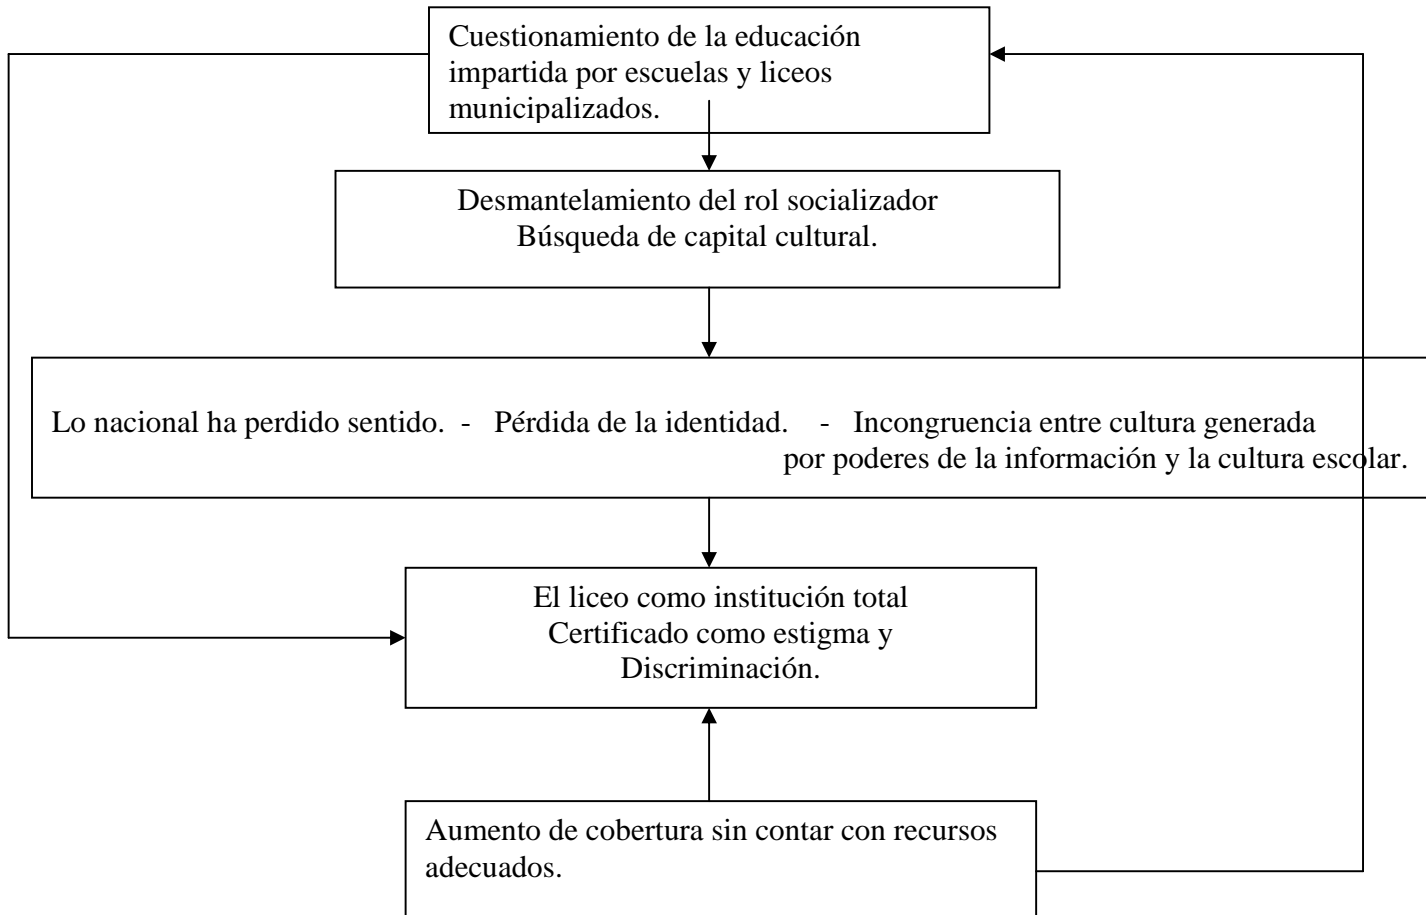 Cuestionamiento de la educación
impartida por escuelas y liceos
municipalizados.
Desmantelamiento del rol socializador
Búsqueda de capital cultural.
Lo nacional ha perdido sentido. - Pérdida de la identidad. - Incongruencia entre cultura generada
por poderes de la información y la cultura escolar.
El liceo como institución total
Certificado como estigma y
Discriminación.
Aumento de cobertura sin contar con recursos
adecuados.